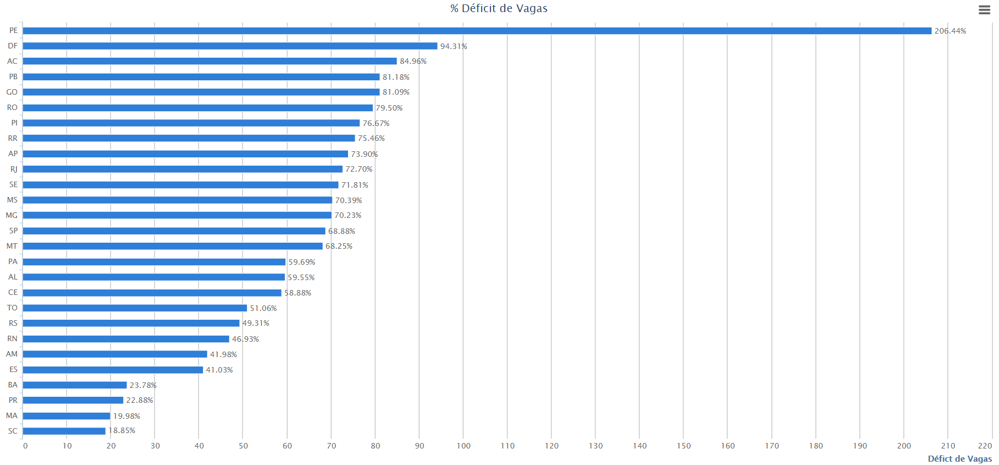 % Déficit de Vagas
PE 206.44%
DF 94.31%
AC 84.96%
PB 81.18%
GO 81.09%
RO 79.50%
PI 76.67%
RR 75.46%
AP 73.90%
RJ 72.70%
SE 71.81%
MS 70.39%
MG 70.23%
SP 68.88%
MT 68.25%
PA 59.69%
AL 59.55%
CE 58.88%
TO 51.06%
RS 49.31%
RN 46.93%
AM 41.98%
ES 41.03%
BA 23.78%
PR 22.88%
MA 19.98%
SC 18.85%
0 10 20 30 40 50 60 70 80 90 100 110 120 130 140 150 160 170 180 190 200 210 220
Défict de Vagas